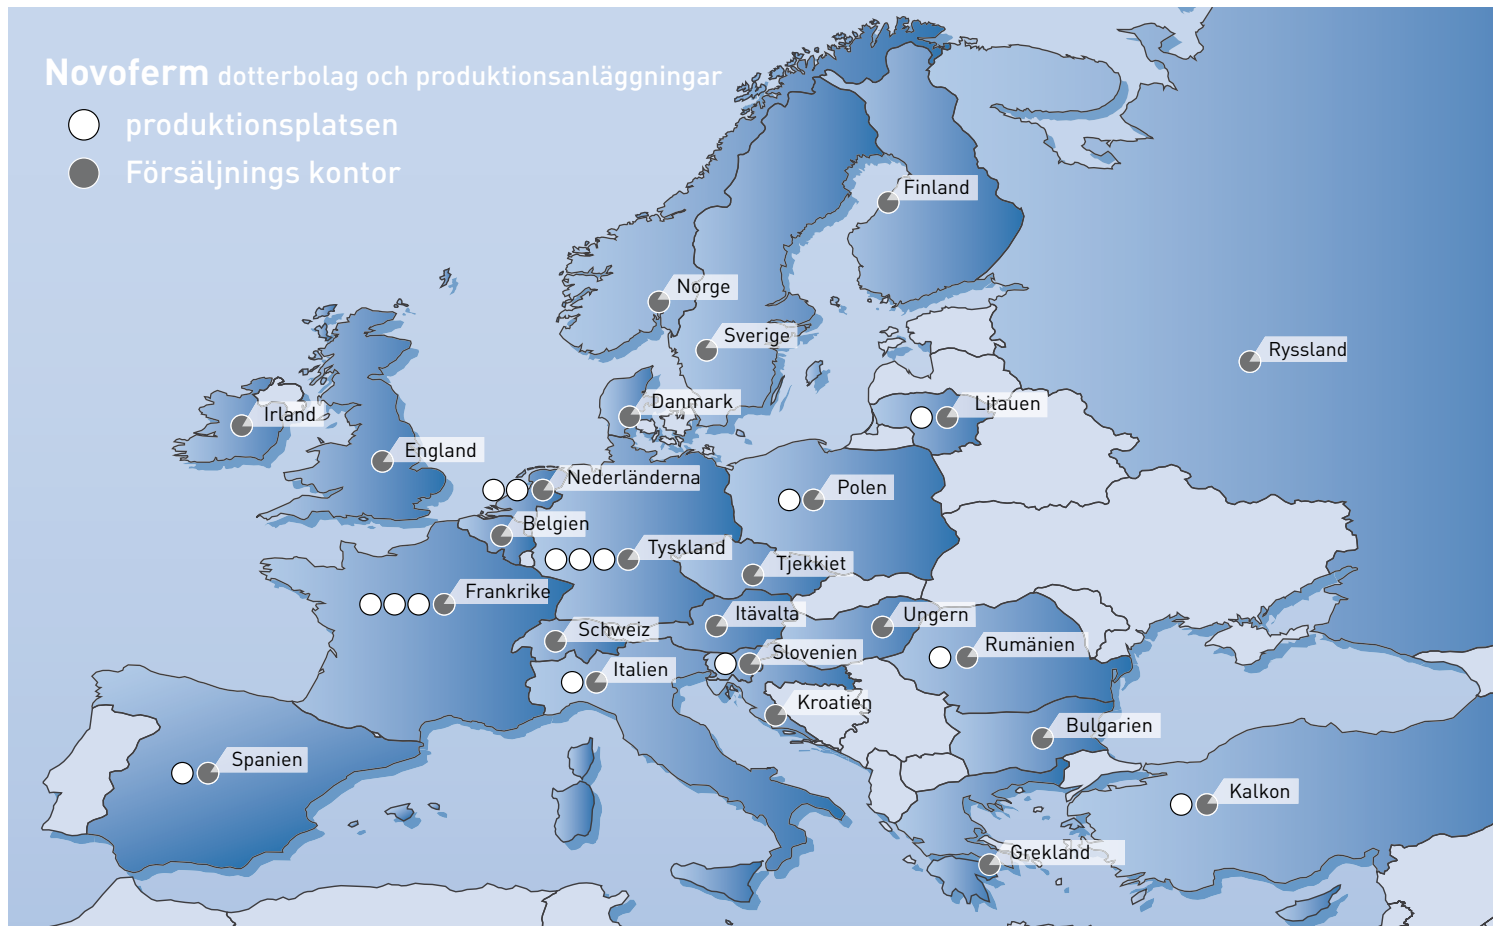 Novoferm dotterbolag och produktionsanläggningar
produktionsplatsen
Försäljnings kontor
Finland
Norge
Sverige
Ryssland
Danmark
Litauen
Irland
England
Nederländerna
Polen
Belgien
Tyskland
Tjekkiet
Frankrike
Itävalta
Ungern
Schweiz
Rumänien
Slovenien
Italien
Kroatien
Bulgarien
Spanien
Kalkon
Grekland